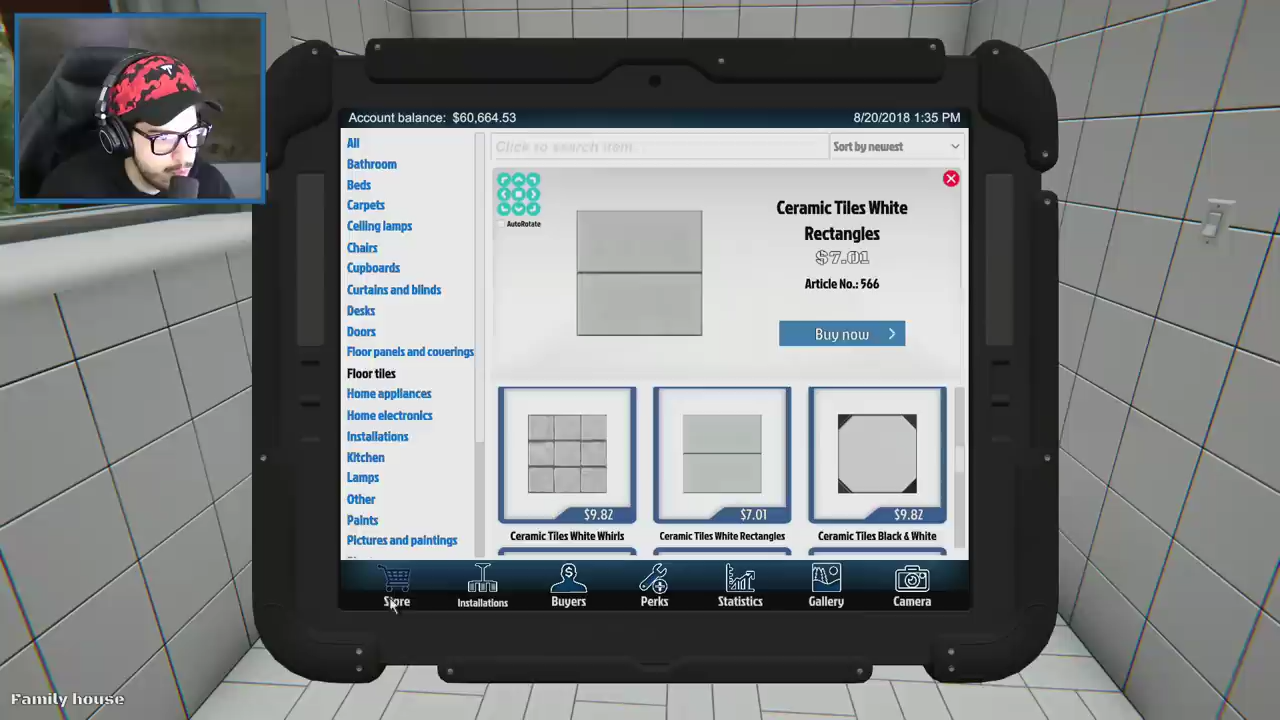 Account balance: $60,664.53
8/20/2018 1:35 PM
All
Bathroom
Beds
Carpets
Ceiling lamps
Chairs
Cupboards
Curtains and blinds
Desks
Doors
Floor panels and coverings
Floor tiles
Home appliances
Home electronics
Installations
Kitchen
Lamps
Other
Paints
Pictures and paintings
Click to search item
Sort by newest
AutoRotate
Ceramic Tiles White
Rectangles
$7.01
Article No.: 566
Buy now
$9.82
$7.01
$9.82
Ceramic Tiles White Whirls
Ceramic Tiles White Rectangles
Ceramic Tiles Black & White
Store
Installations
Buyers
Perks
Statistics
Gallery
Camera
Family house